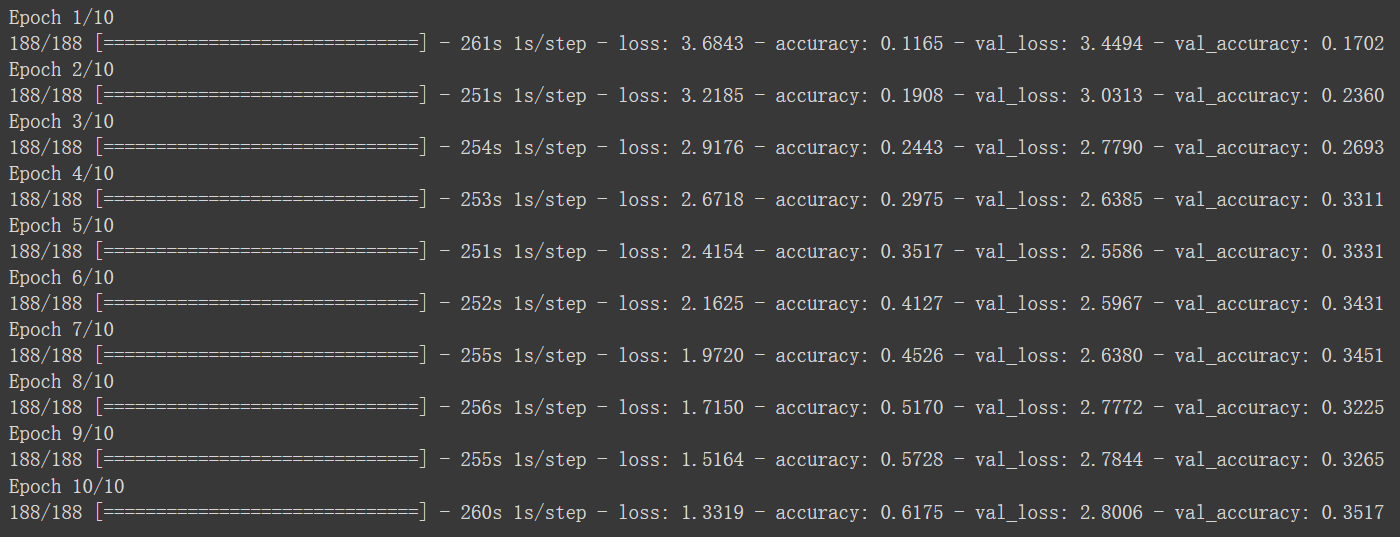 Epoch 1/10
188/188 [==============================] - 261s 1s/step - loss: 3.6843 - accuracy: 0.1165 - val_loss: 3.4494 - val_accuracy: 0.1702
Epoch 2/10
188/188 [==============================] - 251s 1s/step - loss: 3.2185 - accuracy: 0.1908 - val_loss: 3.0313 - val_accuracy: 0.2360
Epoch 3/10
188/188 [==============================] - 254s 1s/step - loss: 2.9176 - accuracy: 0.2443 - val_loss: 2.7790 - val_accuracy: 0.2693
Epoch 4/10
188/188 [==============================] - 253s 1s/step - loss: 2.6718 - accuracy: 0.2975 - val_loss: 2.6385 - val_accuracy: 0.3311
Epoch 5/10
188/188 [==============================] - 251s 1s/step - loss: 2.4154 - accuracy: 0.3517 - val_loss: 2.5586 - val_accuracy: 0.3331
Epoch 6/10
188/188 [==============================] - 252s 1s/step - loss: 2.1625 - accuracy: 0.4127 - val_loss: 2.5967 - val_accuracy: 0.3431
Epoch 7/10
188/188 [==============================] - 255s 1s/step - loss: 1.9720 - accuracy: 0.4526 - val_loss: 2.6380 - val_accuracy: 0.3451
Epoch 8/10
188/188 [==============================] - 256s 1s/step - loss: 1.7150 - accuracy: 0.5170 - val_loss: 2.7772 - val_accuracy: 0.3225
Epoch 9/10
188/188 [==============================] - 255s 1s/step - loss: 1.5164 - accuracy: 0.5728 - val_loss: 2.7844 - val_accuracy: 0.3265
Epoch 10/10
188/188 [==============================] - 260s 1s/step - loss: 1.3319 - accuracy: 0.6175 - val_loss: 2.8006 - val_accuracy: 0.3517